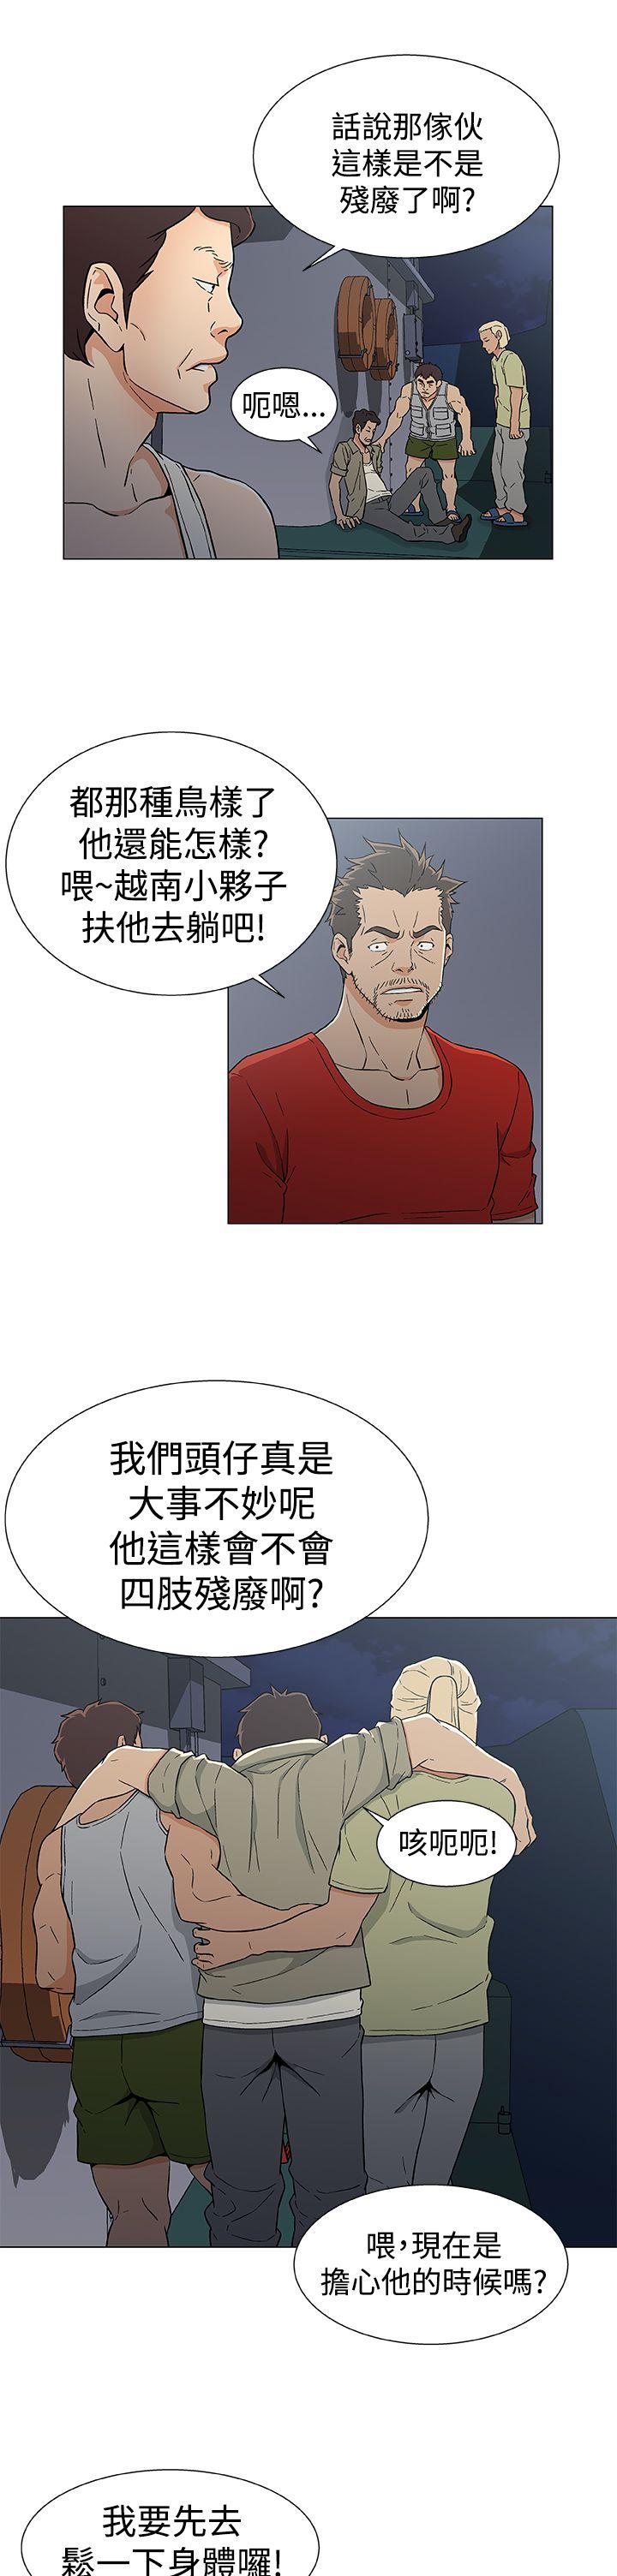 話說那傢伙
這樣是不是
殘廢了啊?
呃嗯...
都那種鳥樣了
他還能怎樣?
喂~越南小夥子
扶他去躺吧!
我們頭仔真是
大事不妙呢
他這樣會不會
四肢殘廢啊?
咳呃呃!
喂,現在是
擔心他的時候嗎?
我要先去
鬆一下身體囉!